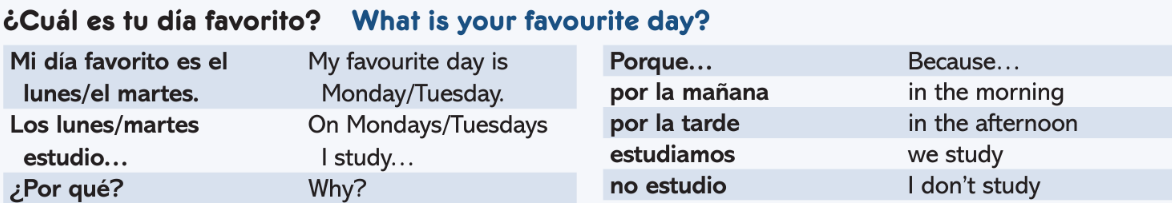 ¿Cuál es tu día favorito? What is your favourite day?
Mi día favorito es el My favourite day is
lunes/el martes. Monday/Tuesday.
Los lunes/martes On Mondays/Tuesdays
estudio… I study…
¿Por qué? Why?
Porque… Because…
por la mañana in the morning
por la tarde in the afternoon
estudiamos we study
no estudio I don’t study